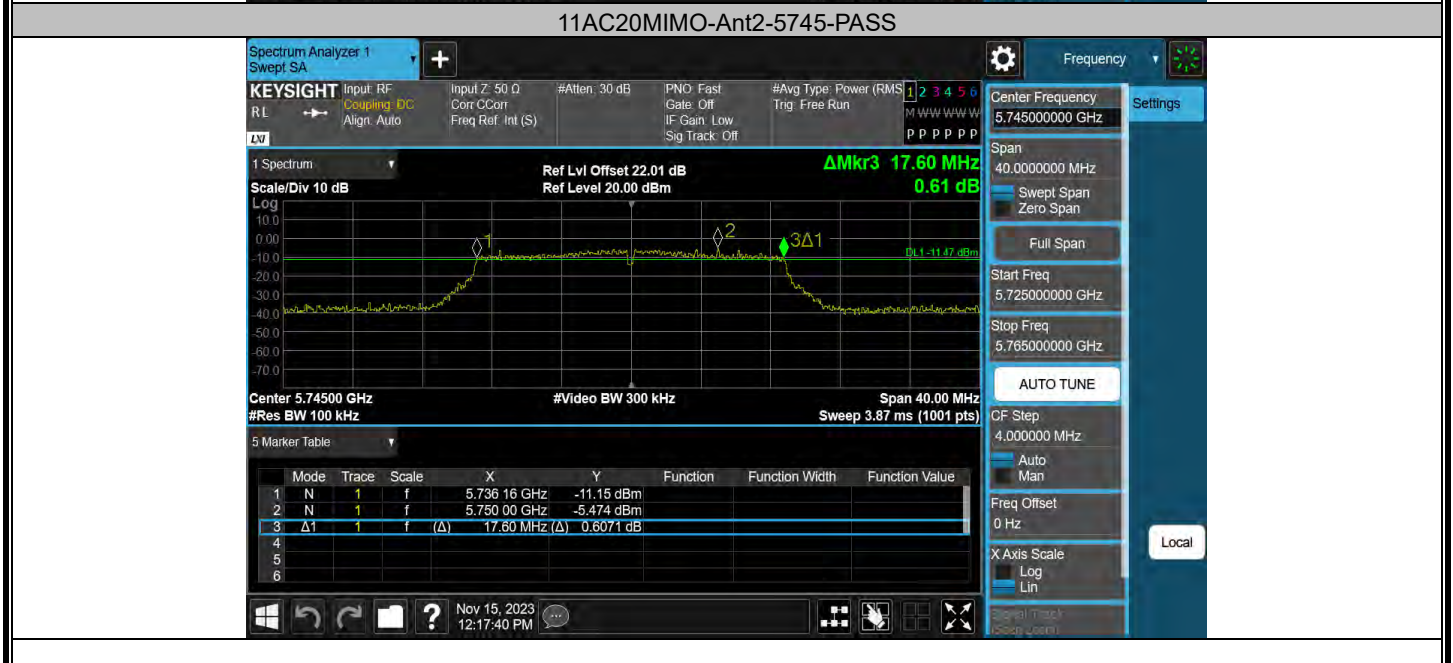 11AC20MIMO-Ant2-5745-PASS
Spectrum Analyzer 1
Swept SA
+
Frequency
KEYSIGHT
RL
LXI
Input: RF
Coupling: DC
Align: Auto
Input Z: 50 Ω
Corr CCorr
Freq Ref: Int (S)
#Atten: 30 dB
PNO: Fast
Gate: Off
IF Gain: Low
Sig Track: Off
#Avg Type: Power (RMS
Trig: Free Run
1 2 3 4 5 6
M W W W W W
P P P P P P
1 Spectrum
Scale/Div 10 dB
Log
Ref Lvl Offset 22.01 dB
Ref Level 20.00 dBm
ΔMkr3 17.60 MHz
0.61 dB
10.0
0.00
-10.0
-20.0
-30.0
-40.0
-50.0
-60.0
-70.0
1
2
3Δ1
DL1 -11.47 dBm
Center 5.74500 GHz
#Res BW 100 kHz
#Video BW 300 kHz
Span 40.00 MHz
Sweep 3.87 ms (1001 pts)
5 Marker Table
Mode Trace Scale X Y Function Function Width Function Value
1 N 1 f 5.736 16 GHz -11.15 dBm
2 N 1 f 5.750 00 GHz -5.474 dBm
3 Δ1 1 f (Δ) 17.60 MHz (Δ) 0.6071 dB
4
5
6
?
Nov 15, 2023
12:17:40 PM
Center Frequency
5.745000000 GHz
Settings
Span
40.0000000 MHz
Swept Span
Zero Span
Full Span
Start Freq
5.725000000 GHz
Stop Freq
5.765000000 GHz
AUTO TUNE
CF Step
4.000000 MHz
Auto
Man
Freq Offset
0 Hz
X Axis Scale
Log
Lin
Signal Track
(Span Zoom)
Local